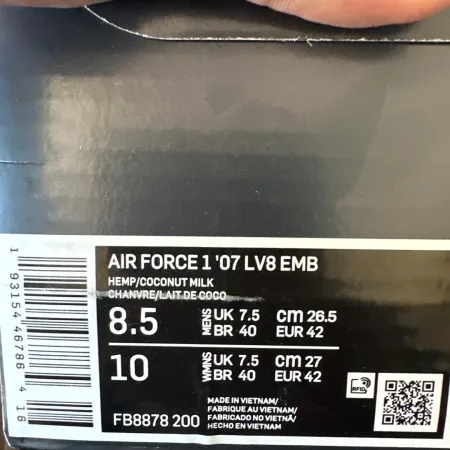 AIR FORCE 1 '07 LV8 EMB
HEMP/COCONUT MILK
CHANVRE/LAIT DE COCO
8.5 MENS UK 7.5 cm 26.5
BR 40 EUR 42
10 WMNS UK 7.5 cm 27
BR 40 EUR 42
FB8878 200
MADE IN VIETNAM/
FABRIQUE AU VIETNAM/
FABRICADO NO VIETNÃ/
HECHO EN VIETNAM
RFID
1 93154 46786 4 16